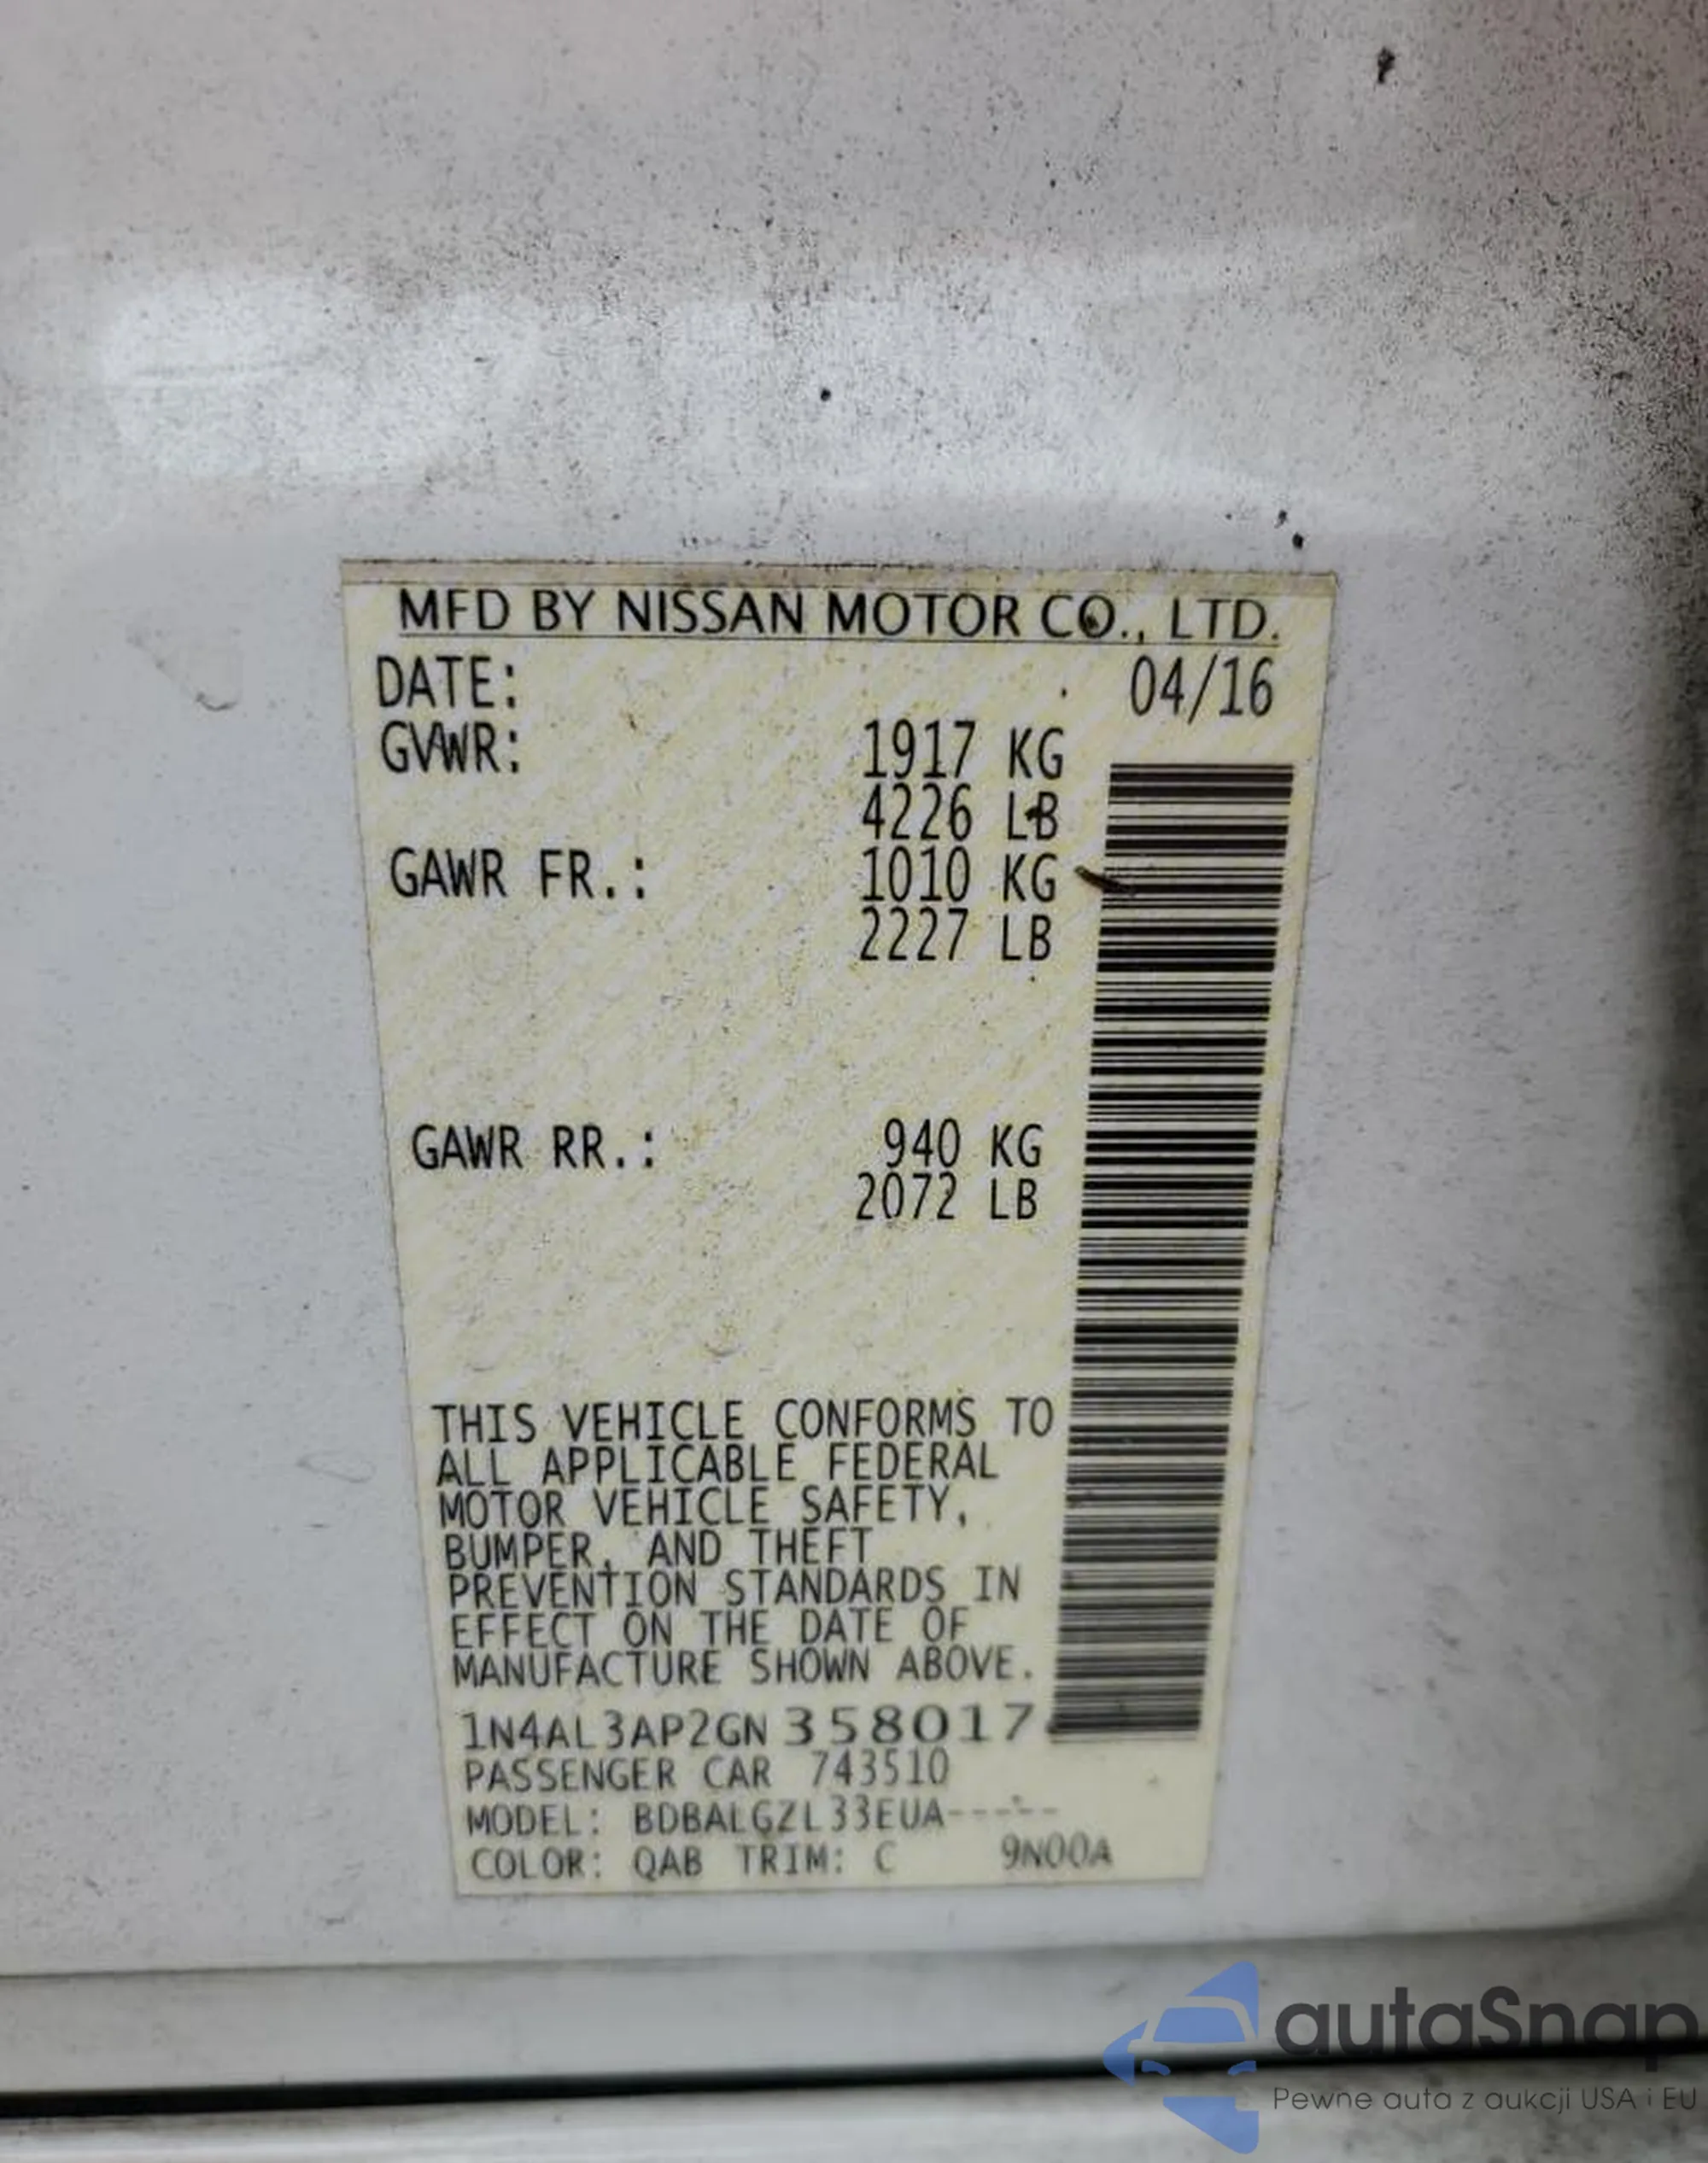 MFD BY NISSAN MOTOR CO., LTD.
DATE: 04/16
GVWR: 1917 KG
4226 LB
GAWR FR.: 1010 KG
2227 LB
GAWR RR.: 940 KG
2072 LB
THIS VEHICLE CONFORMS TO
ALL APPLICABLE FEDERAL
MOTOR VEHICLE SAFETY,
BUMPER, AND THEFT
PREVENTION STANDARDS IN
EFFECT ON THE DATE OF
MANUFACTURE SHOWN ABOVE.
1N4AL3AP2GN358017
PASSENGER CAR 743510
MODEL: BDBALGZL33EUA-----
COLOR: QAB TRIM: C 9N00A
autaSnap
Pewne auta z aukcji USA i EU